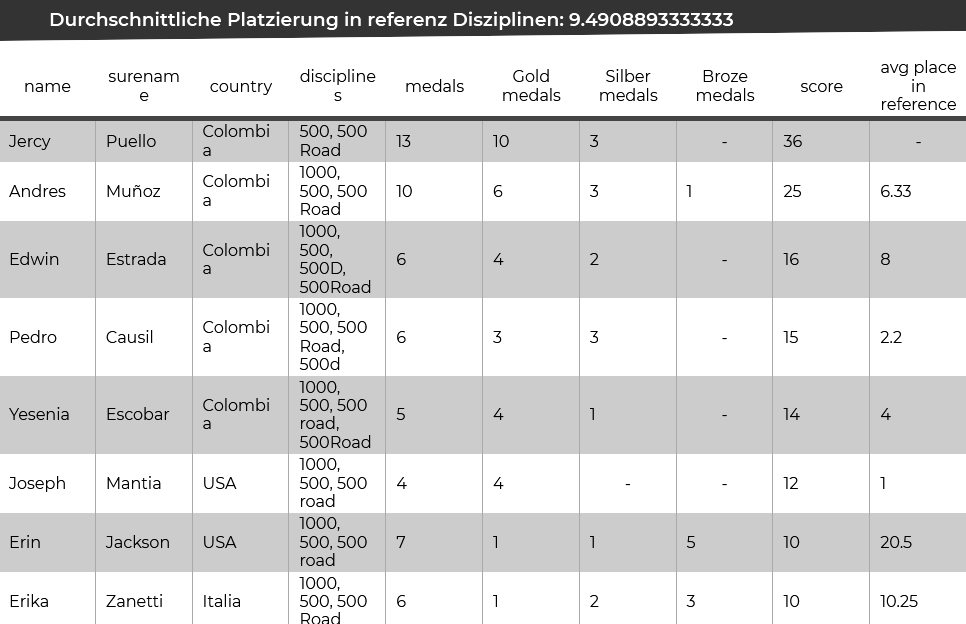 Durchschnittliche Platzierung in referenz Disziplinen: 9.4908893333333
name surename country disciplines medals Gold medals Silber medals Broze medals score avg place in reference
Jercy Puello Colombia 500, 500 Road 13 10 3 - 36 -
Andres Muñoz Colombia 1000, 500, 500 Road 10 6 3 1 25 6.33
Edwin Estrada Colombia 1000, 500, 500D, 500Road 6 4 2 - 16 8
Pedro Causil Colombia 1000, 500, 500 Road, 500d 6 3 3 - 15 2.2
Yesenia Escobar Colombia 1000, 500, 500 road, 500Road 5 4 1 - 14 4
Joseph Mantia USA 1000, 500, 500 road 4 4 - - 12 1
Erin Jackson USA 1000, 500, 500 road 7 1 1 5 10 20.5
Erika Zanetti Italia 1000, 500, 500 Road 6 1 2 3 10 10.25